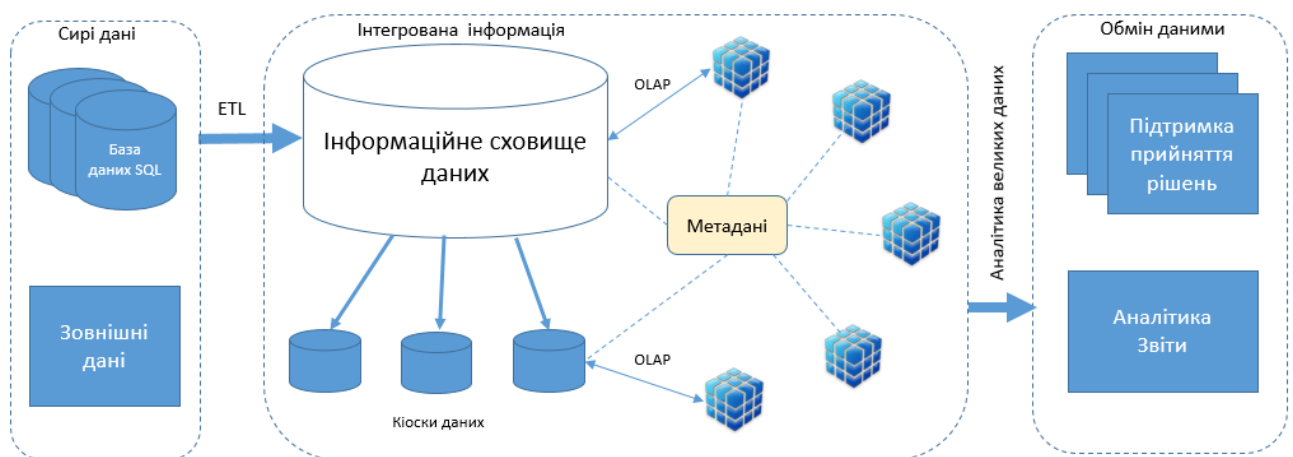 Сирі дані
База
даних SQL
Зовнішні
дані
ETL
Інтегрована інформація
Інформаційне сховище
даних
OLAP
Метадані
OLAP
Кіоски даних
Аналітика великих даних
Обмін даними
Підтримка
прийняття
рішень
Аналітика
Звіти